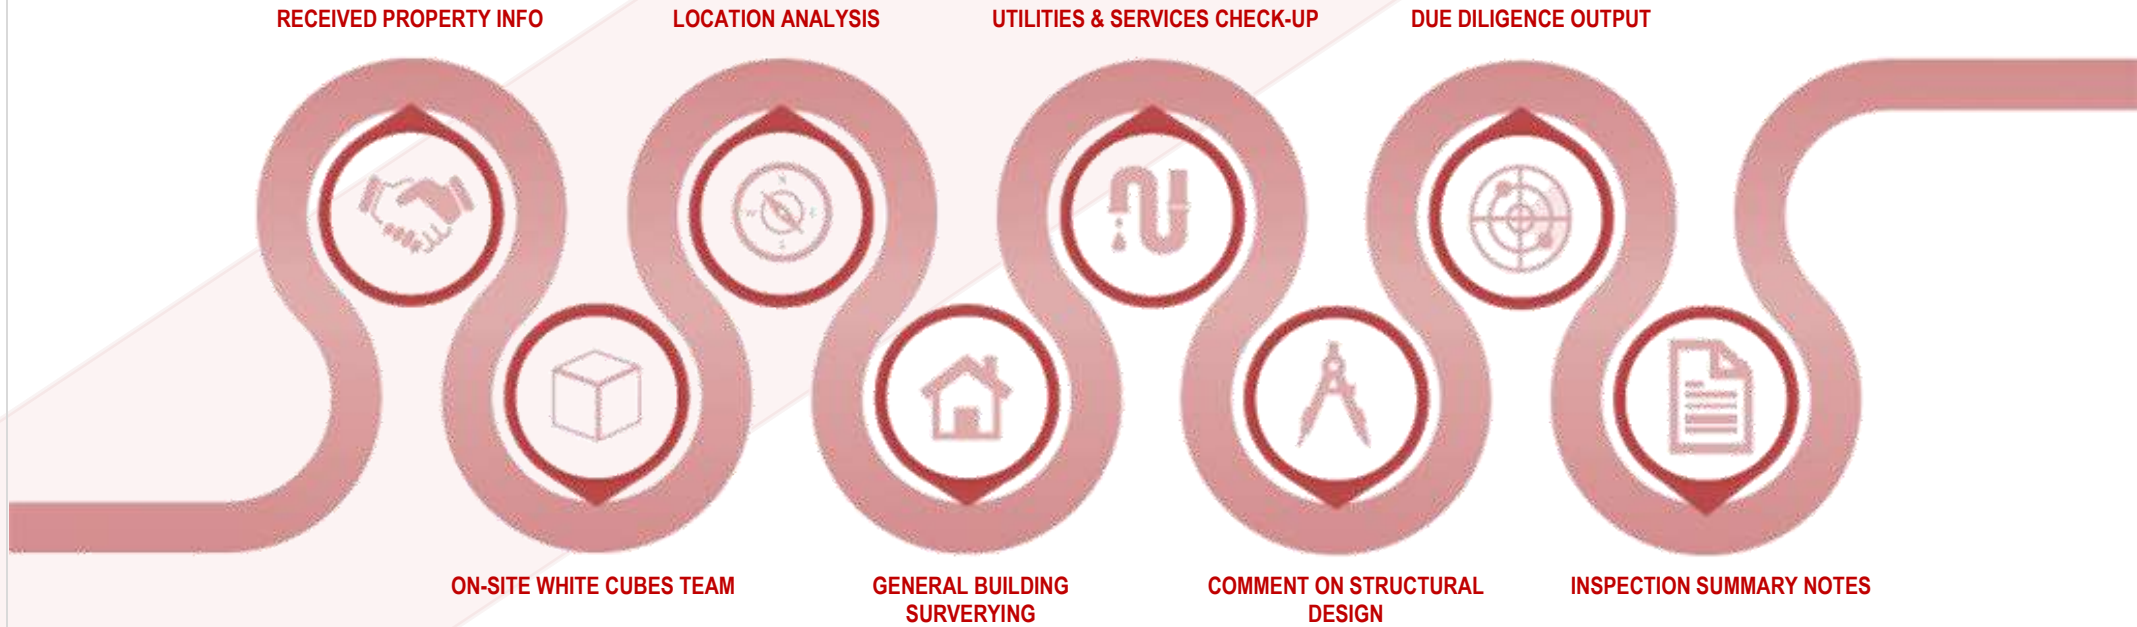 RECEIVED PROPERTY INFO
LOCATION ANALYSIS
UTILITIES & SERVICES CHECK-UP
DUE DILIGENCE OUTPUT
N
W E
S
ON-SITE WHITE CUBES TEAM
GENERAL BUILDING
SURVERYING
COMMENT ON STRUCTURAL
DESIGN
INSPECTION SUMMARY NOTES